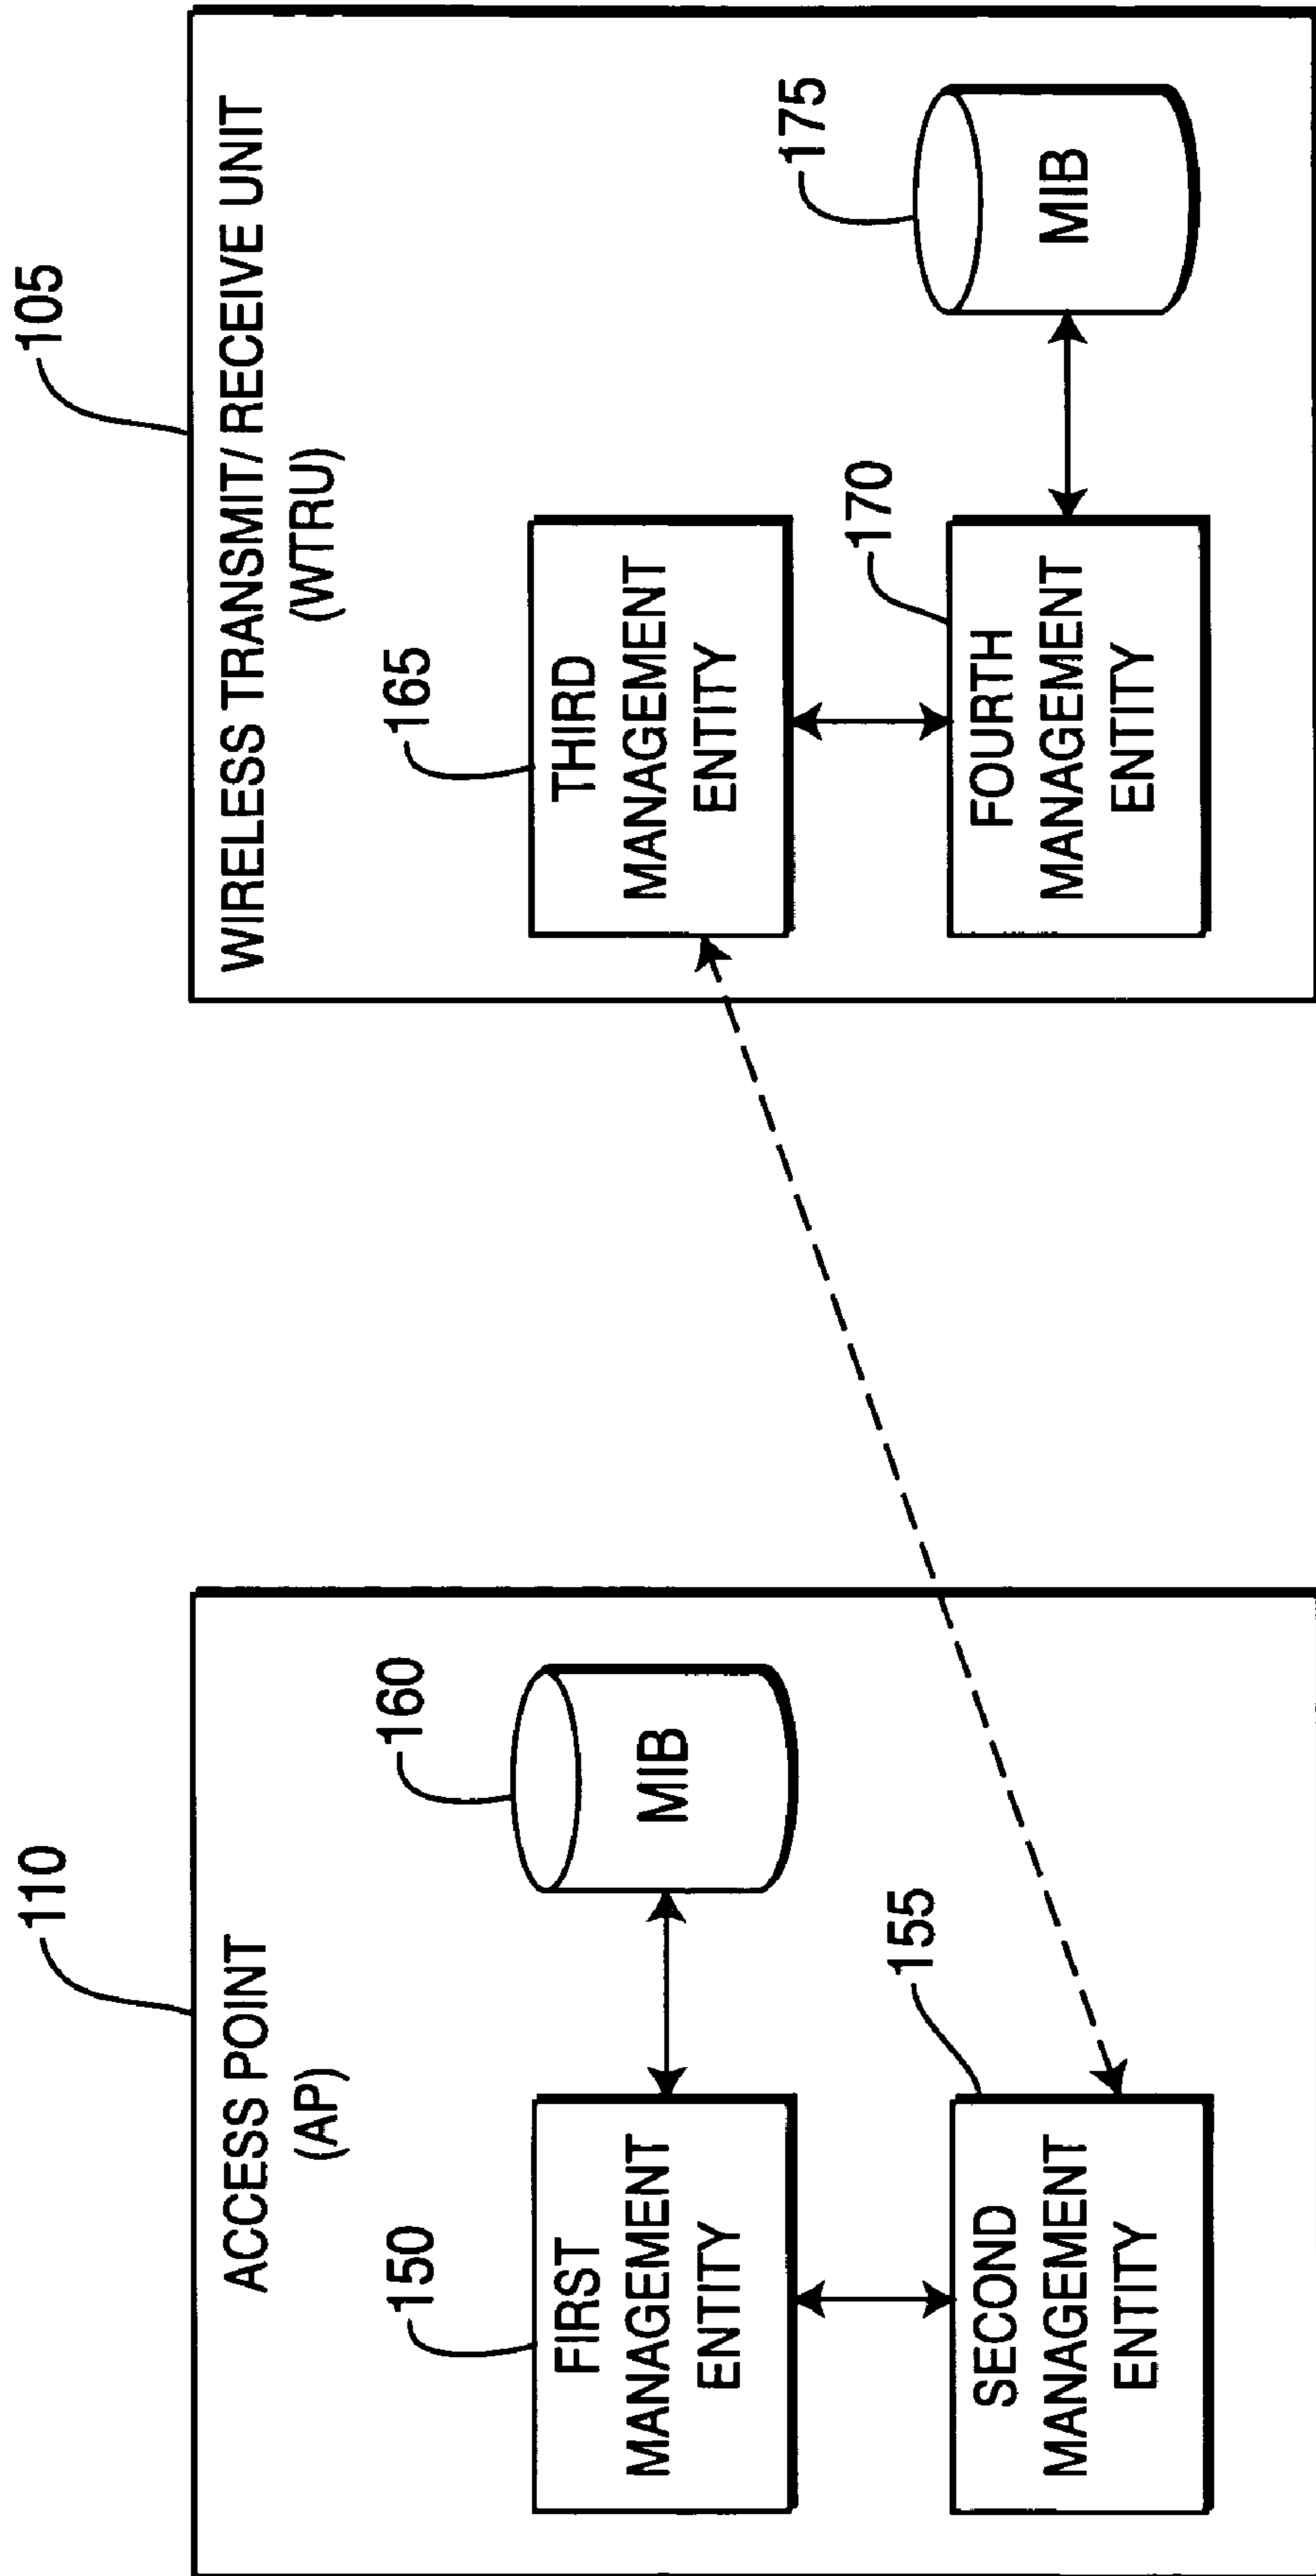 110
ACCESS POINT
(AP)
150
FIRST
MANAGEMENT
ENTITY
160
MIB
155
SECOND
MANAGEMENT
ENTITY
105
WIRELESS TRANSMIT/ RECEIVE UNIT
(WTRU)
165
THIRD
MANAGEMENT
ENTITY
170
FOURTH
MANAGEMENT
ENTITY
175
MIB